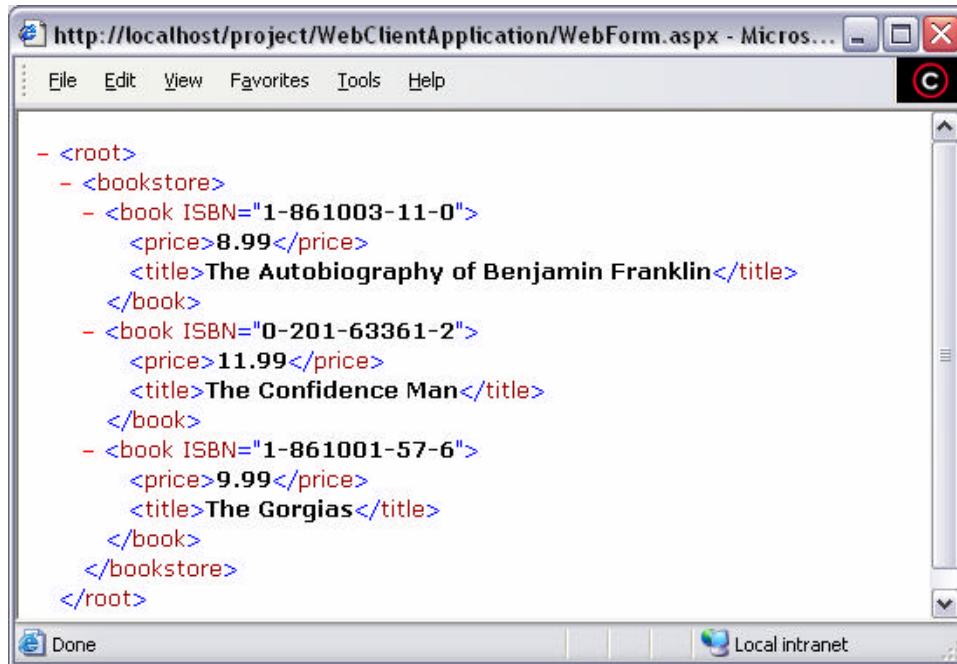 http://localhost/project/WebClientApplication/WebForm.aspx - Micros...
File Edit View Favorites Tools Help
C
- <root>
- <bookstore>
- <book ISBN="1-861003-11-0">
<price>8.99</price>
<title>The Autobiography of Benjamin Franklin</title>
</book>
- <book ISBN="0-201-63361-2">
<price>11.99</price>
<title>The Confidence Man</title>
</book>
- <book ISBN="1-861001-57-6">
<price>9.99</price>
<title>The Gorgias</title>
</book>
</bookstore>
</root>
Done Local intranet